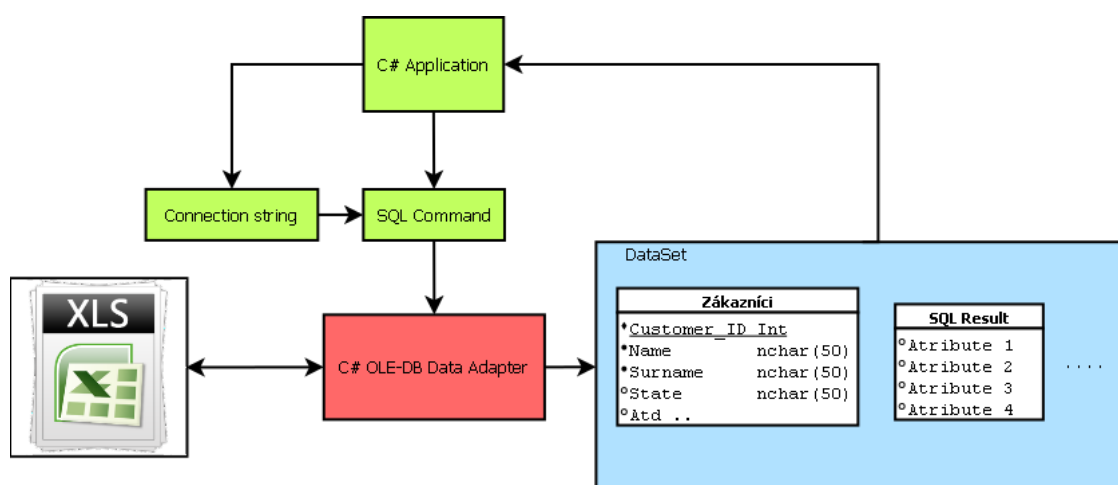 C# Application
Connection string
SQL Command
DataSet
XLS
C# OLE-DB Data Adapter
Zákazníci
Customer_ID Int
Name nchar(50)
Surname nchar(50)
State nchar(50)
Atd ..
SQL Result
Atribute 1
Atribute 2
Atribute 3
Atribute 4
....